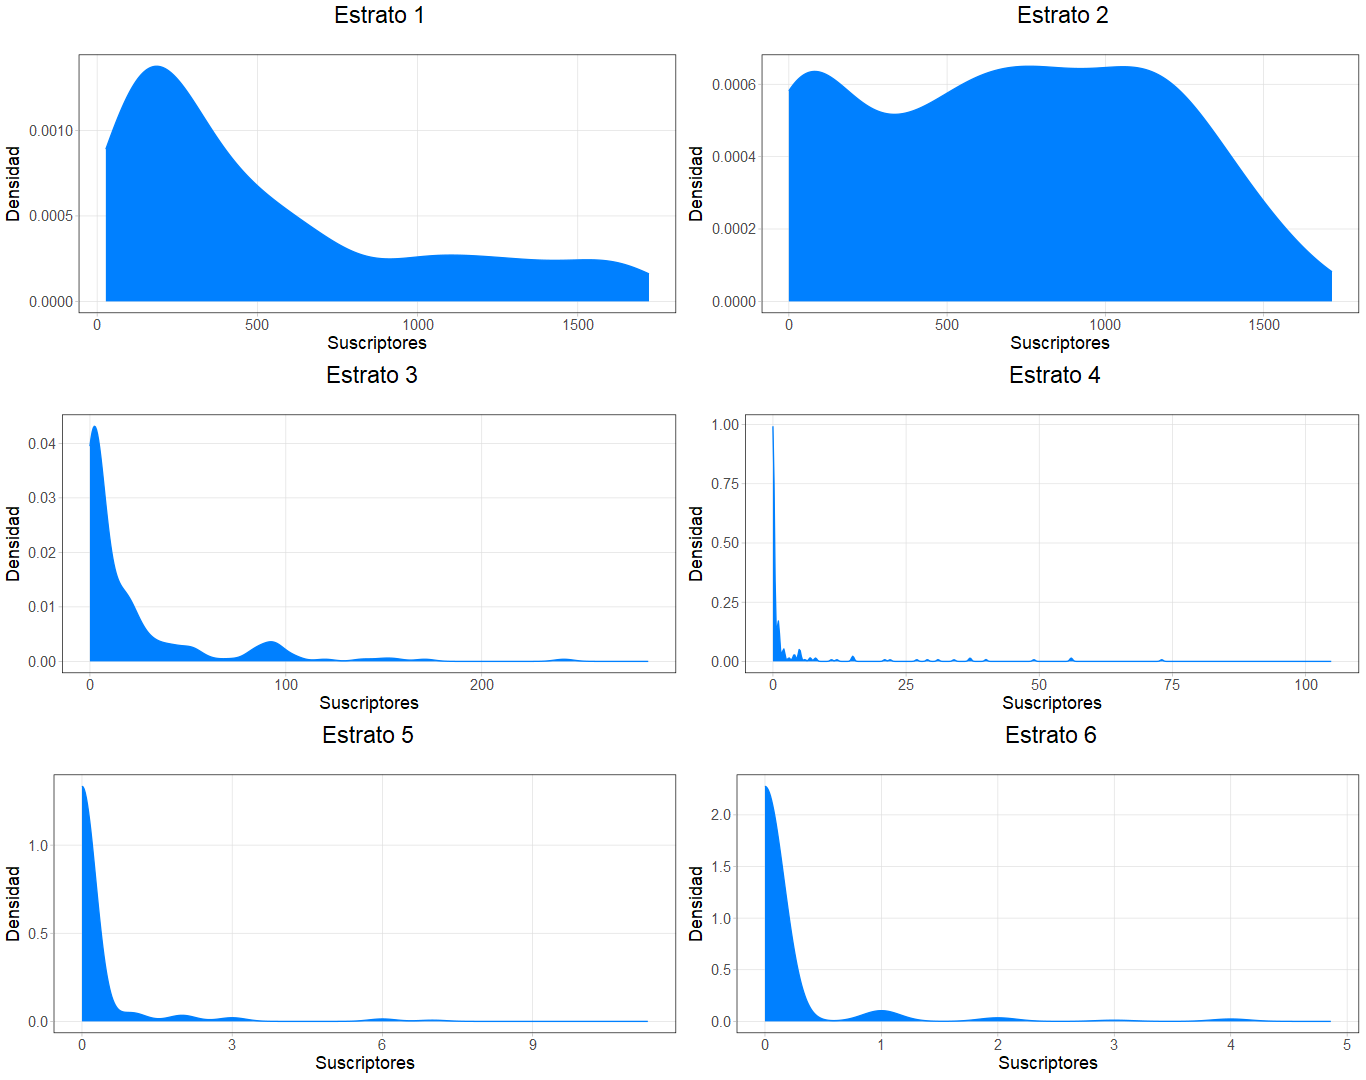 Estrato 1
Densidad
0.0010
0.0005
0.0000
0 500 1000 1500
Suscriptores
Estrato 2
Densidad
0.0006
0.0004
0.0002
0.0000
0 500 1000 1500
Suscriptores
Estrato 3
Densidad
0.04
0.03
0.02
0.01
0.00
0 100 200
Suscriptores
Estrato 4
Densidad
1.00
0.75
0.50
0.25
0.00
0 25 50 75 100
Suscriptores
Estrato 5
Densidad
1.0
0.5
0.0
0 3 6 9
Suscriptores
Estrato 6
Densidad
2.0
1.5
1.0
0.5
0.0
0 1 2 3 4 5
Suscriptores